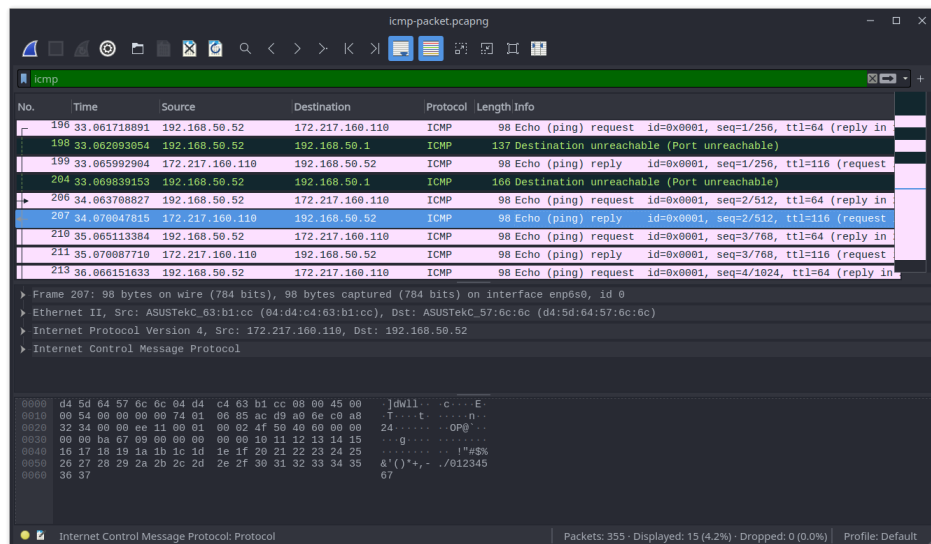 icmp-packet.pcapng
icmp
No. Time Source Destination Protocol Length Info
196 33.061718891 192.168.50.52 172.217.160.110 ICMP 98 Echo (ping) request id=0x0001, seq=1/256, ttl=64 (reply in
198 33.062093054 192.168.50.52 192.168.50.1 ICMP 137 Destination unreachable (Port unreachable)
199 33.065992904 172.217.160.110 192.168.50.52 ICMP 98 Echo (ping) reply id=0x0001, seq=1/256, ttl=116 (request
204 33.069839153 192.168.50.52 192.168.50.1 ICMP 166 Destination unreachable (Port unreachable)
206 34.063708827 192.168.50.52 172.217.160.110 ICMP 98 Echo (ping) request id=0x0001, seq=2/512, ttl=64 (reply in
207 34.070047815 172.217.160.110 192.168.50.52 ICMP 98 Echo (ping) reply id=0x0001, seq=2/512, ttl=116 (request
210 35.065113384 192.168.50.52 172.217.160.110 ICMP 98 Echo (ping) request id=0x0001, seq=3/768, ttl=64 (reply in
211 35.070087710 172.217.160.110 192.168.50.52 ICMP 98 Echo (ping) reply id=0x0001, seq=3/768, ttl=116 (request
213 36.066151633 192.168.50.52 172.217.160.110 ICMP 98 Echo (ping) request id=0x0001, seq=4/1024, ttl=64 (reply in
Frame 207: 98 bytes on wire (784 bits), 98 bytes captured (784 bits) on interface enp6s0, id 0
Ethernet II, Src: ASUSTekC_63:b1:cc (04:d4:c4:63:b1:cc), Dst: ASUSTekC_57:6c:6c (d4:5d:64:57:6c:6c)
Internet Protocol Version 4, Src: 172.217.160.110, Dst: 192.168.50.52
Internet Control Message Protocol
0000 d4 5d 64 57 6c 6c 04 d4 c4 63 b1 cc 08 00 45 00 ·]dWll·· ·c····E·
0010 00 54 00 00 00 00 74 01 06 85 ac d9 a0 6e c0 a8 ·T····t· ·····n··
0020 32 34 00 00 ee 11 00 01 00 02 4f 50 40 60 00 00 24······ ··OP@`··
0030 00 00 ba 67 09 00 00 00 00 00 10 11 12 13 14 15 ···g···· ········
0040 16 17 18 19 1a 1b 1c 1d 1e 1f 20 21 22 23 24 25 ········ ·· !"#$%
0050 26 27 28 29 2a 2b 2c 2d 2e 2f 30 31 32 33 34 35 &'()*+,- ./012345
0060 36 37 67
Internet Control Message Protocol: Protocol Packets: 355 · Displayed: 15 (4.2%) · Dropped: 0 (0.0%) Profile: Default